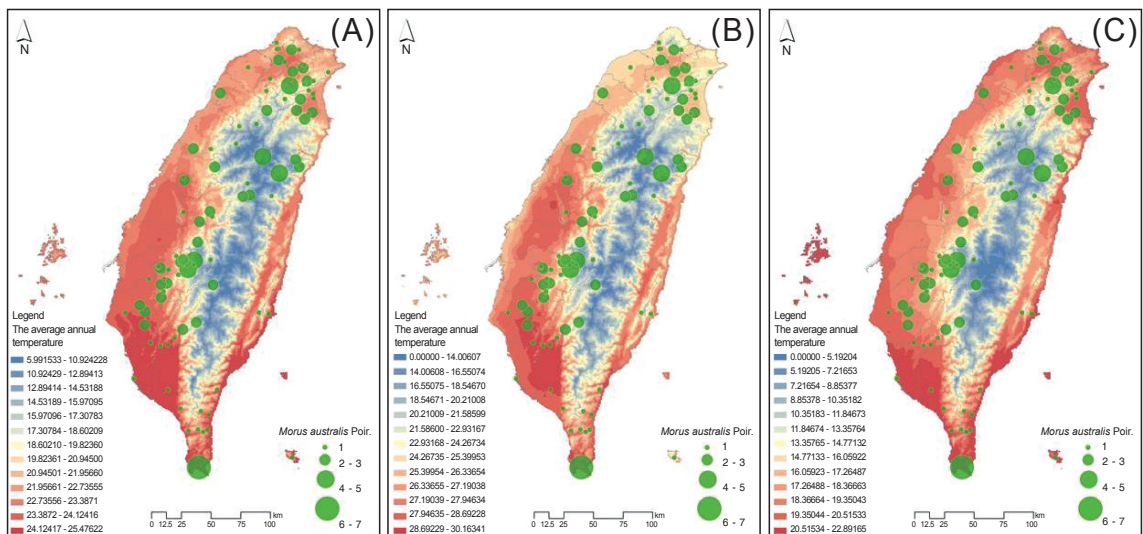 (A)
N
Legend
The average annual
temperature
5.991533 - 10.924228
10.92429 - 12.89413
12.89414 - 14.53188
14.53189 - 15.97095
15.97096 - 17.30783
17.30784 - 18.60209
18.60210 - 19.82360
19.82361 - 20.94500
20.94501 - 21.95660
21.95661 - 22.73555
22.73556 - 23.3871
23.3872 - 24.12416
24.12417 - 25.47622
Morus australis Poir.
1
2 - 3
4 - 5
6 - 7
0 12.5 25 50 75 100
km
(B)
N
Legend
The average annual
temperature
0.00000 - 14.00607
14.00608 - 16.55074
16.55075 - 18.54670
18.54671 - 20.21008
20.21009 - 21.58599
21.58600 - 22.93167
22.93168 - 24.26734
24.26735 - 25.39953
25.39954 - 26.33654
26.33655 - 27.19038
27.19039 - 27.94634
27.94635 - 28.69228
28.69229 - 30.16341
Morus australis Poir.
1
2 - 3
4 - 5
6 - 7
0 12.5 25 50 75 100
km
(C)
N
Legend
The average annual
temperature
0.00000 - 5.19204
5.19205 - 7.21653
7.21654 - 8.85377
8.85378 - 10.35182
10.35183 - 11.84673
11.84674 - 13.35764
13.35765 - 14.77132
14.77133 - 16.05922
16.05923 - 17.26487
17.26488 - 18.36663
18.36664 - 19.35043
19.35044 - 20.51533
20.51534 - 22.89165
Morus australis Poir.
1
2 - 3
4 - 5
6 - 7
0 12.5 25 50 75 100
km